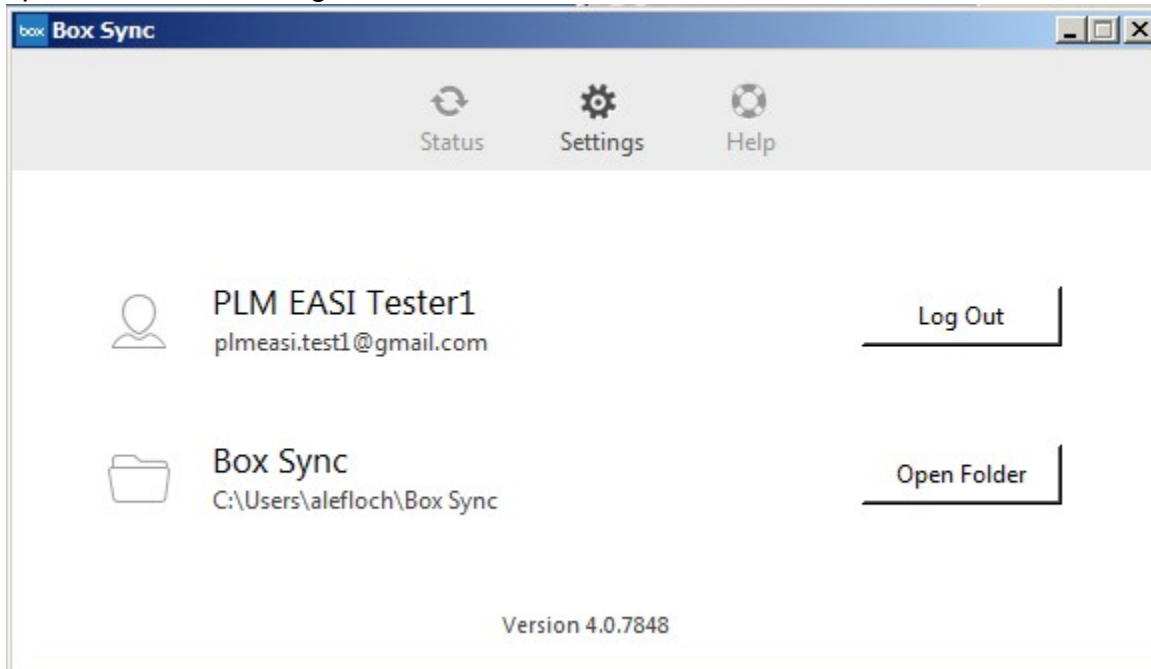 box Box Sync
Status Settings Help
PLM EASI Tester1
plmeasi.test1@gmail.com
Log Out
Box Sync
C:\Users\alefloch\Box Sync
Open Folder
Version 4.0.7848